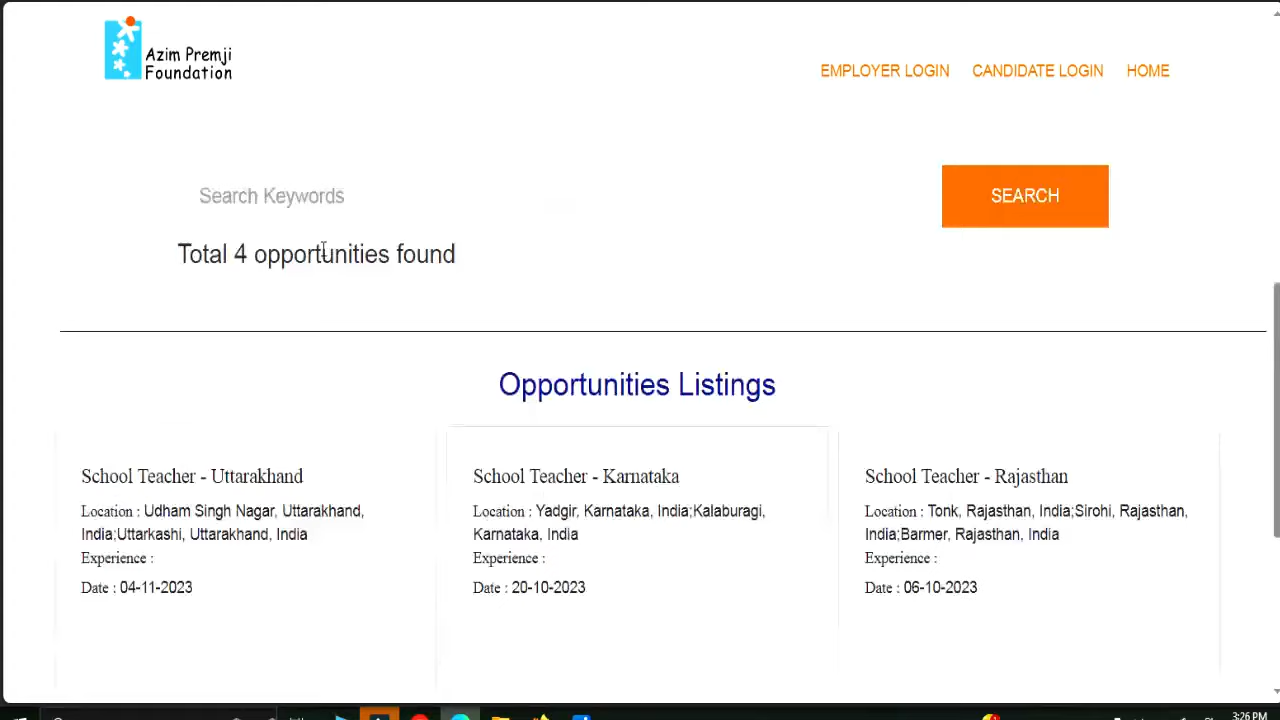 Azim Premji
Foundation
EMPLOYER LOGIN CANDIDATE LOGIN HOME
Search Keywords
SEARCH
Total 4 opportunities found
Opportunities Listings
School Teacher - Uttarakhand
Location : Udham Singh Nagar, Uttarakhand,
India;Uttarkashi, Uttarakhand, India
Experience :
Date : 04-11-2023
School Teacher - Karnataka
Location : Yadgir, Karnataka, India;Kalaburagi,
Karnataka, India
Experience :
Date : 20-10-2023
School Teacher - Rajasthan
Location : Tonk, Rajasthan, India;Sirohi, Rajasthan,
India;Barmer, Rajasthan, India
Experience :
Date : 06-10-2023
3:26 PM